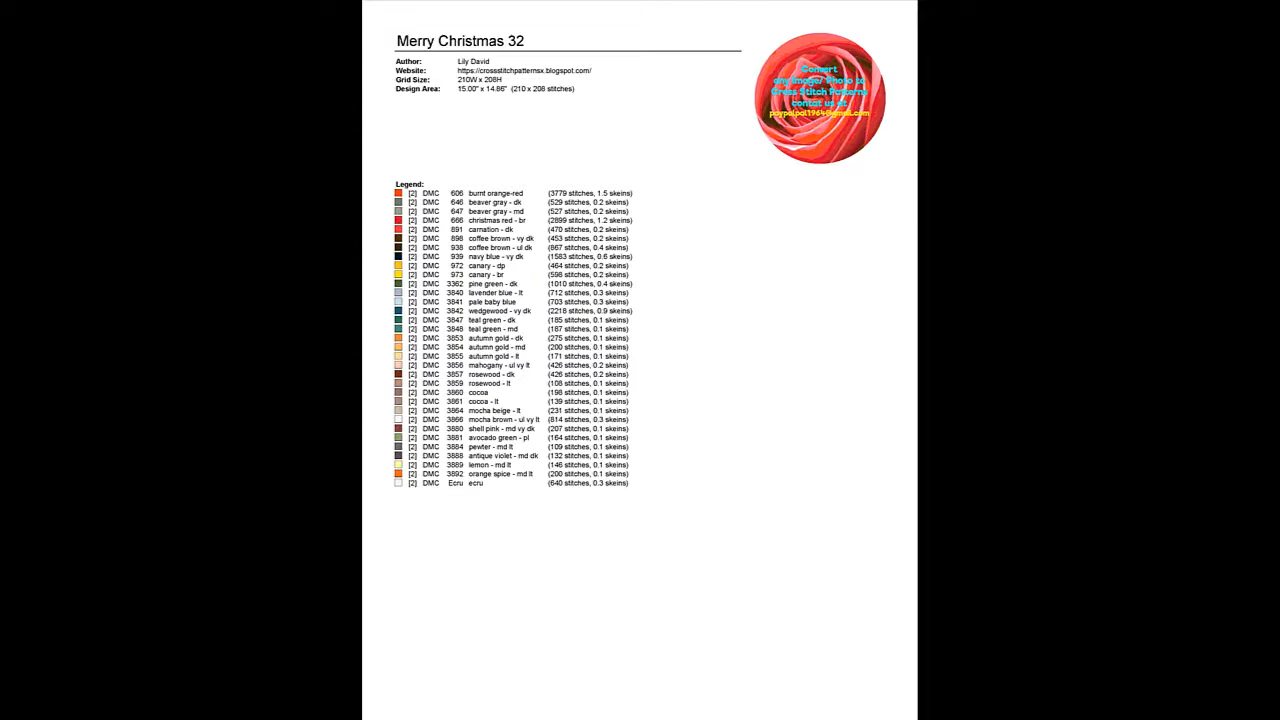 Merry Christmas 32
Author: Lily David
Website: https://crossstitchpatternsx.blogspot.com/
Grid Size: 210W x 208H
Design Area: 15.00" x 14.86" (210 x 208 stitches)
Convert
any Image/ Photo to
Cross Stitch Patterns
contat us at
paypalpal1964@gmail.com
Legend:
[2] DMC 606 burnt orange-red (3779 stitches, 1.5 skeins)
[2] DMC 646 beaver gray - dk (529 stitches, 0.2 skeins)
[2] DMC 647 beaver gray - md (527 stitches, 0.2 skeins)
[2] DMC 666 christmas red - br (2899 stitches, 1.2 skeins)
[2] DMC 891 carnation - dk (470 stitches, 0.2 skeins)
[2] DMC 898 coffee brown - vy dk (453 stitches, 0.2 skeins)
[2] DMC 938 coffee brown - ul dk (867 stitches, 0.4 skeins)
[2] DMC 939 navy blue - vy dk (1583 stitches, 0.6 skeins)
[2] DMC 972 canary - dp (464 stitches, 0.2 skeins)
[2] DMC 973 canary - br (598 stitches, 0.2 skeins)
[2] DMC 3362 pine green - dk (1010 stitches, 0.4 skeins)
[2] DMC 3840 lavender blue - lt (712 stitches, 0.3 skeins)
[2] DMC 3841 pale baby blue (703 stitches, 0.3 skeins)
[2] DMC 3842 wedgewood - vy dk (2218 stitches, 0.9 skeins)
[2] DMC 3847 teal green - dk (185 stitches, 0.1 skeins)
[2] DMC 3848 teal green - md (187 stitches, 0.1 skeins)
[2] DMC 3853 autumn gold - dk (275 stitches, 0.1 skeins)
[2] DMC 3854 autumn gold - md (200 stitches, 0.1 skeins)
[2] DMC 3855 autumn gold - lt (171 stitches, 0.1 skeins)
[2] DMC 3856 mahogany - ul vy lt (426 stitches, 0.2 skeins)
[2] DMC 3857 rosewood - dk (426 stitches, 0.2 skeins)
[2] DMC 3859 rosewood - lt (108 stitches, 0.1 skeins)
[2] DMC 3860 cocoa (198 stitches, 0.1 skeins)
[2] DMC 3861 cocoa - lt (139 stitches, 0.1 skeins)
[2] DMC 3864 mocha beige - lt (231 stitches, 0.1 skeins)
[2] DMC 3866 mocha brown - ul vy lt (814 stitches, 0.3 skeins)
[2] DMC 3880 shell pink - md vy dk (207 stitches, 0.1 skeins)
[2] DMC 3881 avocado green - pl (164 stitches, 0.1 skeins)
[2] DMC 3884 pewter - md lt (109 stitches, 0.1 skeins)
[2] DMC 3888 antique violet - md dk (132 stitches, 0.1 skeins)
[2] DMC 3889 lemon - md lt (146 stitches, 0.1 skeins)
[2] DMC 3892 orange spice - md lt (200 stitches, 0.1 skeins)
[2] DMC Ecru ecru (640 stitches, 0.3 skeins)